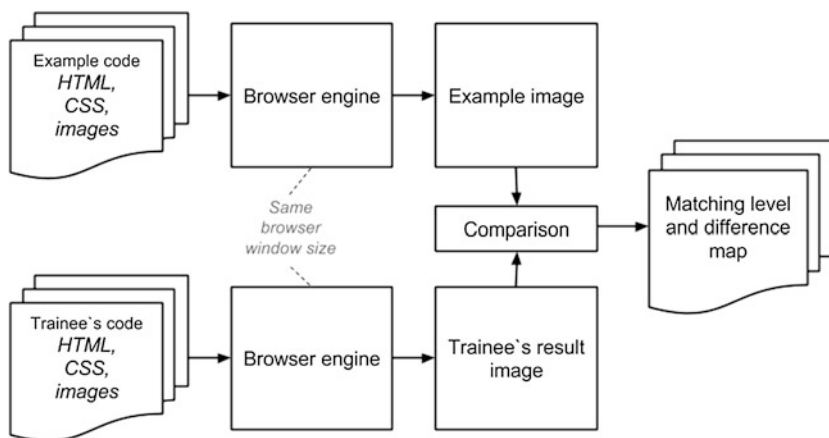 Example code
HTML,
CSS,
images
Browser engine
Example image
Same
browser
window size
Comparison
Matching level
and difference
map
Trainee`s code
HTML,
CSS,
images
Browser engine
Trainee`s result
image